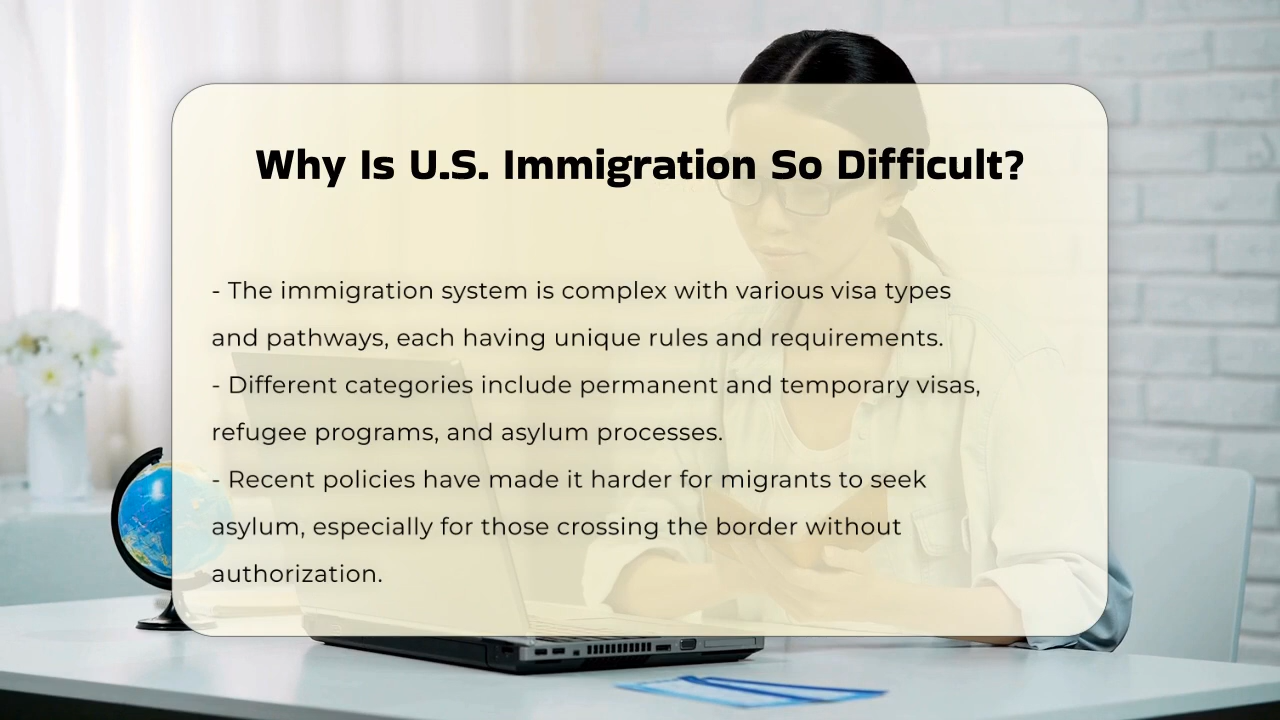 Why Is U.S. Immigration So Difficult?
- The immigration system is complex with various visa types
and pathways, each having unique rules and requirements.
- Different categories include permanent and temporary visas,
refugee programs, and asylum processes.
- Recent policies have made it harder for migrants to seek
asylum, especially for those crossing the border without
authorization.